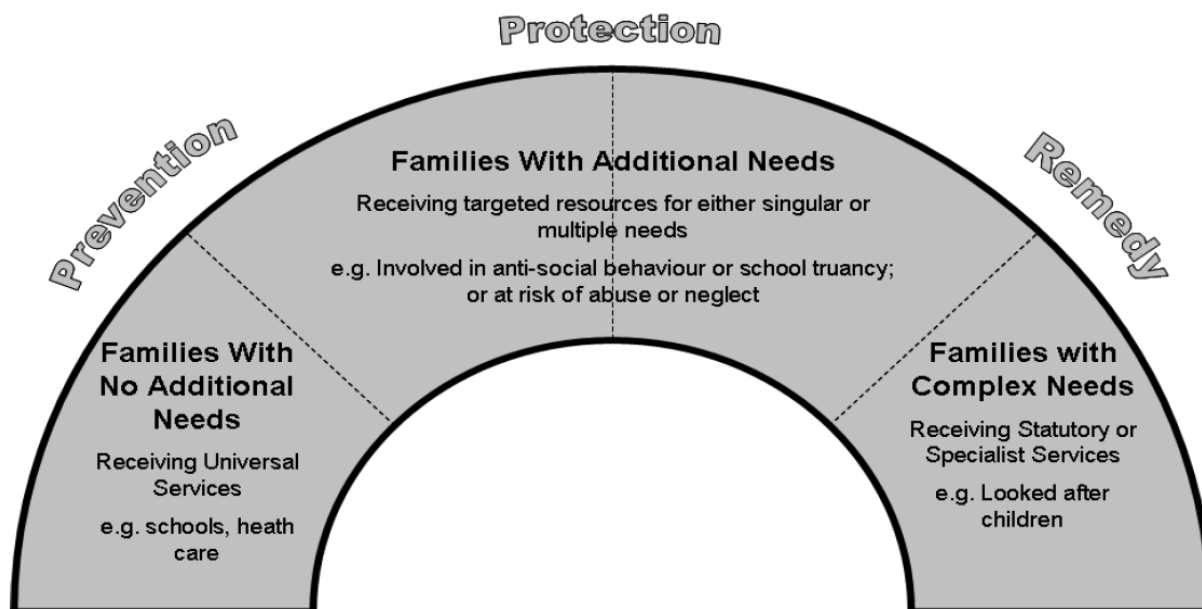 Protection
Prevention
Remedy
Families With Additional Needs
Receiving targeted resources for either singular or
multiple needs
e.g. Involved in anti-social behaviour or school truancy;
or at risk of abuse or neglect
Families With
No Additional
Needs
Receiving Universal
Services
e.g. schools, heath
care
Families with
Complex Needs
Receiving Statutory or
Specialist Services
e.g. Looked after
children